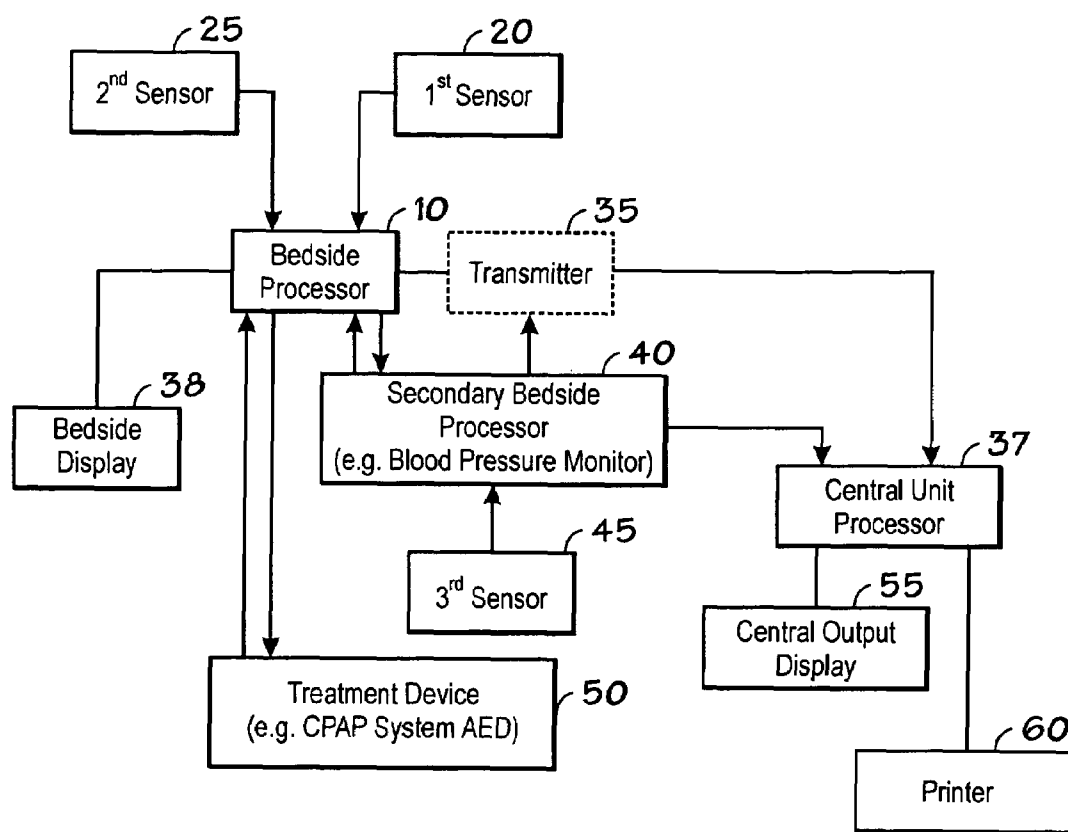 25
2nd Sensor
20
1st Sensor
10
Bedside
Processor
35
Transmitter
38
Bedside
Display
40
Secondary Bedside
Processor
(e.g. Blood Pressure Monitor)
37
Central Unit
Processor
45
3rd Sensor
55
Central Output
Display
50
Treatment Device
(e.g. CPAP System AED)
60
Printer